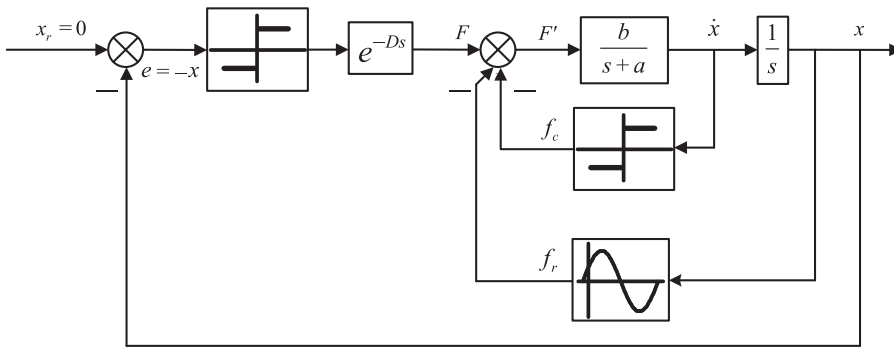 x_r = 0
e = −x
e^{−Ds}
F
F'
b
s + a
ẋ
1
s
x
−
−
−
f_c
f_r